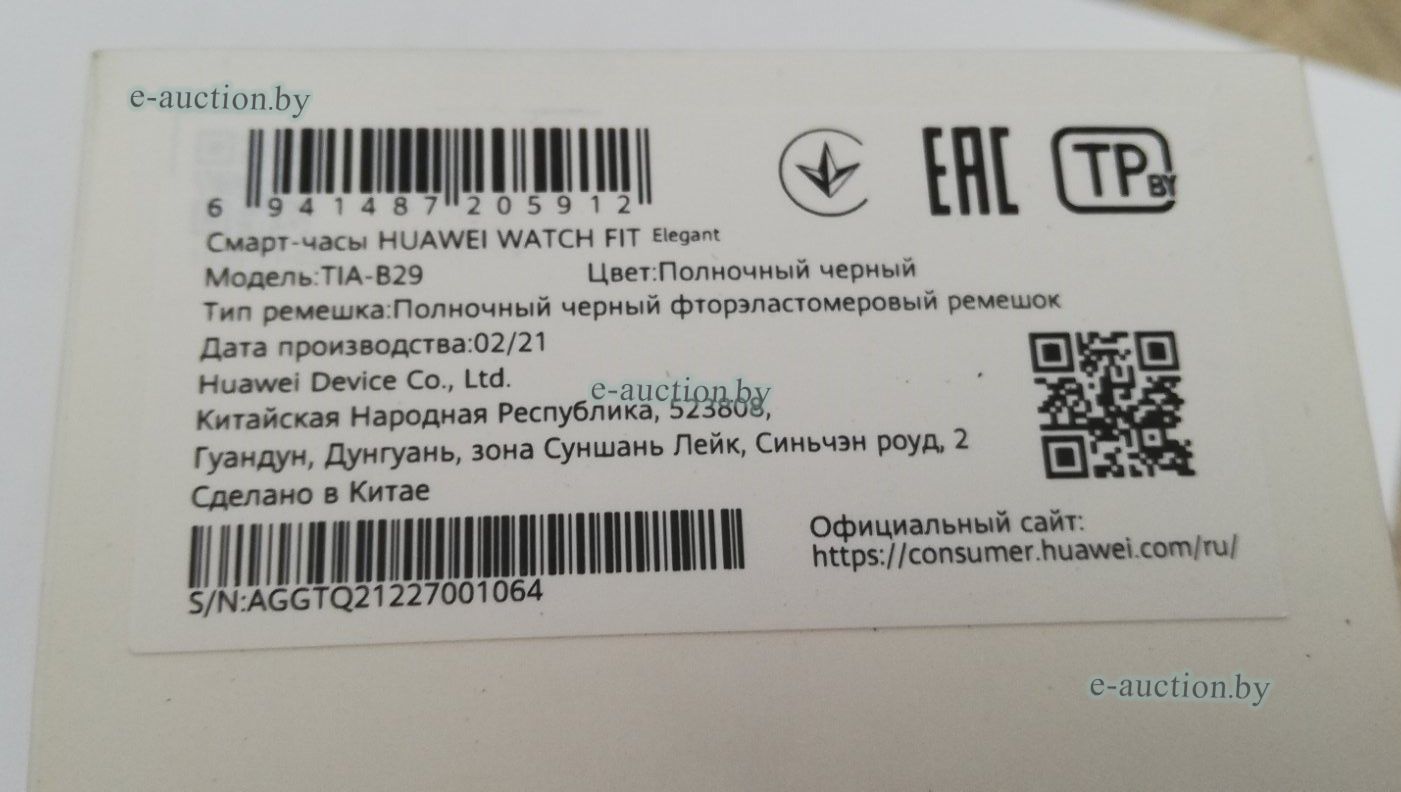 e-auction.by
6 941487 205912
EAC
TP BY
Смарт-часы HUAWEI WATCH FIT Elegant
Модель:TIA-B29 Цвет:Полночный черный
Тип ремешка:Полночный черный фторэластомеровый ремешок
Дата производства:02/21
Huawei Device Co., Ltd.
e-auction.by
Китайская Народная Республика, 523808,
Гуандун, Дунгуань, зона Суншань Лейк, Синьчэн роуд, 2
Сделано в Китае
Официальный сайт:
https://consumer.huawei.com/ru/
S/N:AGGTQ21227001064
e-auction.by